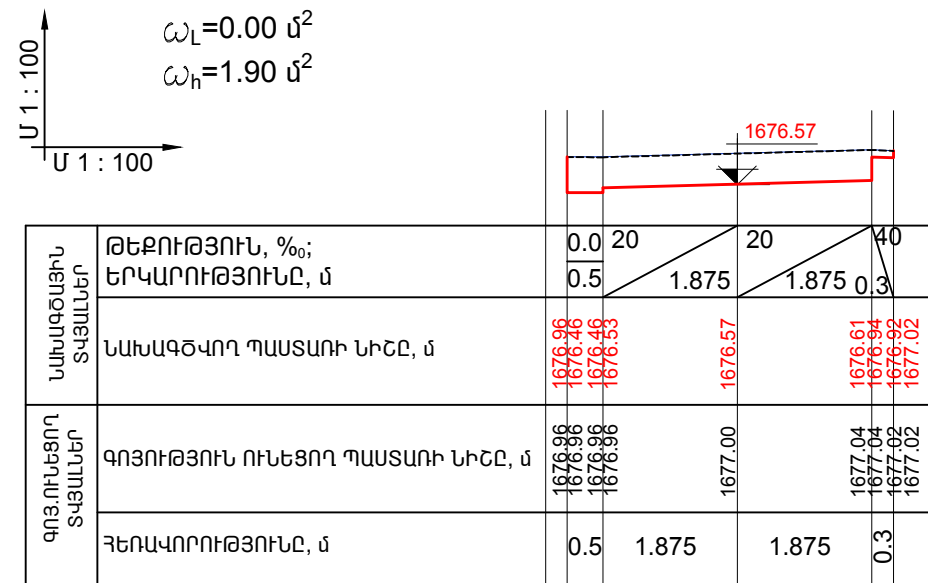 Մ 1 : 100
Մ 1 : 100
ωL=0.00 մ²
ωh=1.90 մ²
1676.57
ՆԱԽԱԳԾԱՅԻՆ ՏՎՅԱԼՆԵՐ
ԹԵՔՈՒԹՅՈՒՆ, %₀;
ԵՐԿԱՐՈՒԹՅՈՒՆԸ, մ
0.0 20 20 40
0.5 1.875 1.875 0.3
ՆԱԽԱԳԾՎՈՂ ՊԱՍՏԱՌԻ ՆԻՇԸ, մ
1676.96 1676.46 1676.46 1676.53 1676.57 1676.61 1676.94 1676.92 1677.02
ԳՈՅ.ՈՒՆԵՑՈՂ ՏՎՅԱԼՆԵՐ
ԳՈՅՈՒԹՅՈՒՆ ՈՒՆԵՑՈՂ ՊԱՍՏԱՌԻ ՆԻՇԸ, մ
1676.96 1676.96 1676.96 1676.96 1677.00 1677.04 1677.04 1677.02 1677.02
ՀԵՌԱՎՈՐՈՒԹՅՈՒՆԸ, մ
0.5 1.875 1.875 0.3